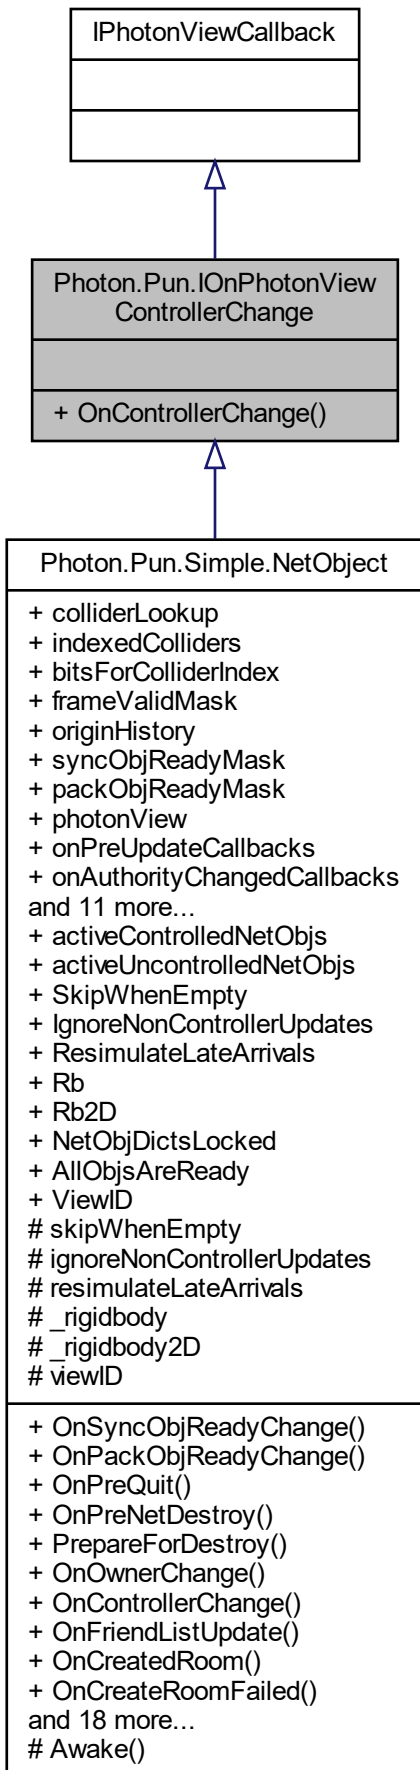 IPhotonViewCallback
Photon.Pun.IOnPhotonView
ControllerChange
+ OnControllerChange()
Photon.Pun.Simple.NetObject
+ colliderLookup
+ indexedColliders
+ bitsForColliderIndex
+ frameValidMask
+ originHistory
+ syncObjReadyMask
+ packObjReadyMask
+ photonView
+ onPreUpdateCallbacks
+ onAuthorityChangedCallbacks
and 11 more...
+ activeControlledNetObjs
+ activeUncontrolledNetObjs
+ SkipWhenEmpty
+ IgnoreNonControllerUpdates
+ ResimulateLateArrivals
+ Rb
+ Rb2D
+ NetObjDictsLocked
+ AllObjsAreReady
+ ViewID
# skipWhenEmpty
# ignoreNonControllerUpdates
# resimulateLateArrivals
# _rigidbody
# _rigidbody2D
# viewID
+ OnSyncObjReadyChange()
+ OnPackObjReadyChange()
+ OnPreQuit()
+ OnPreNetDestroy()
+ PrepareForDestroy()
+ OnOwnerChange()
+ OnControllerChange()
+ OnFriendListUpdate()
+ OnCreatedRoom()
+ OnCreateRoomFailed()
and 18 more...
# Awake()